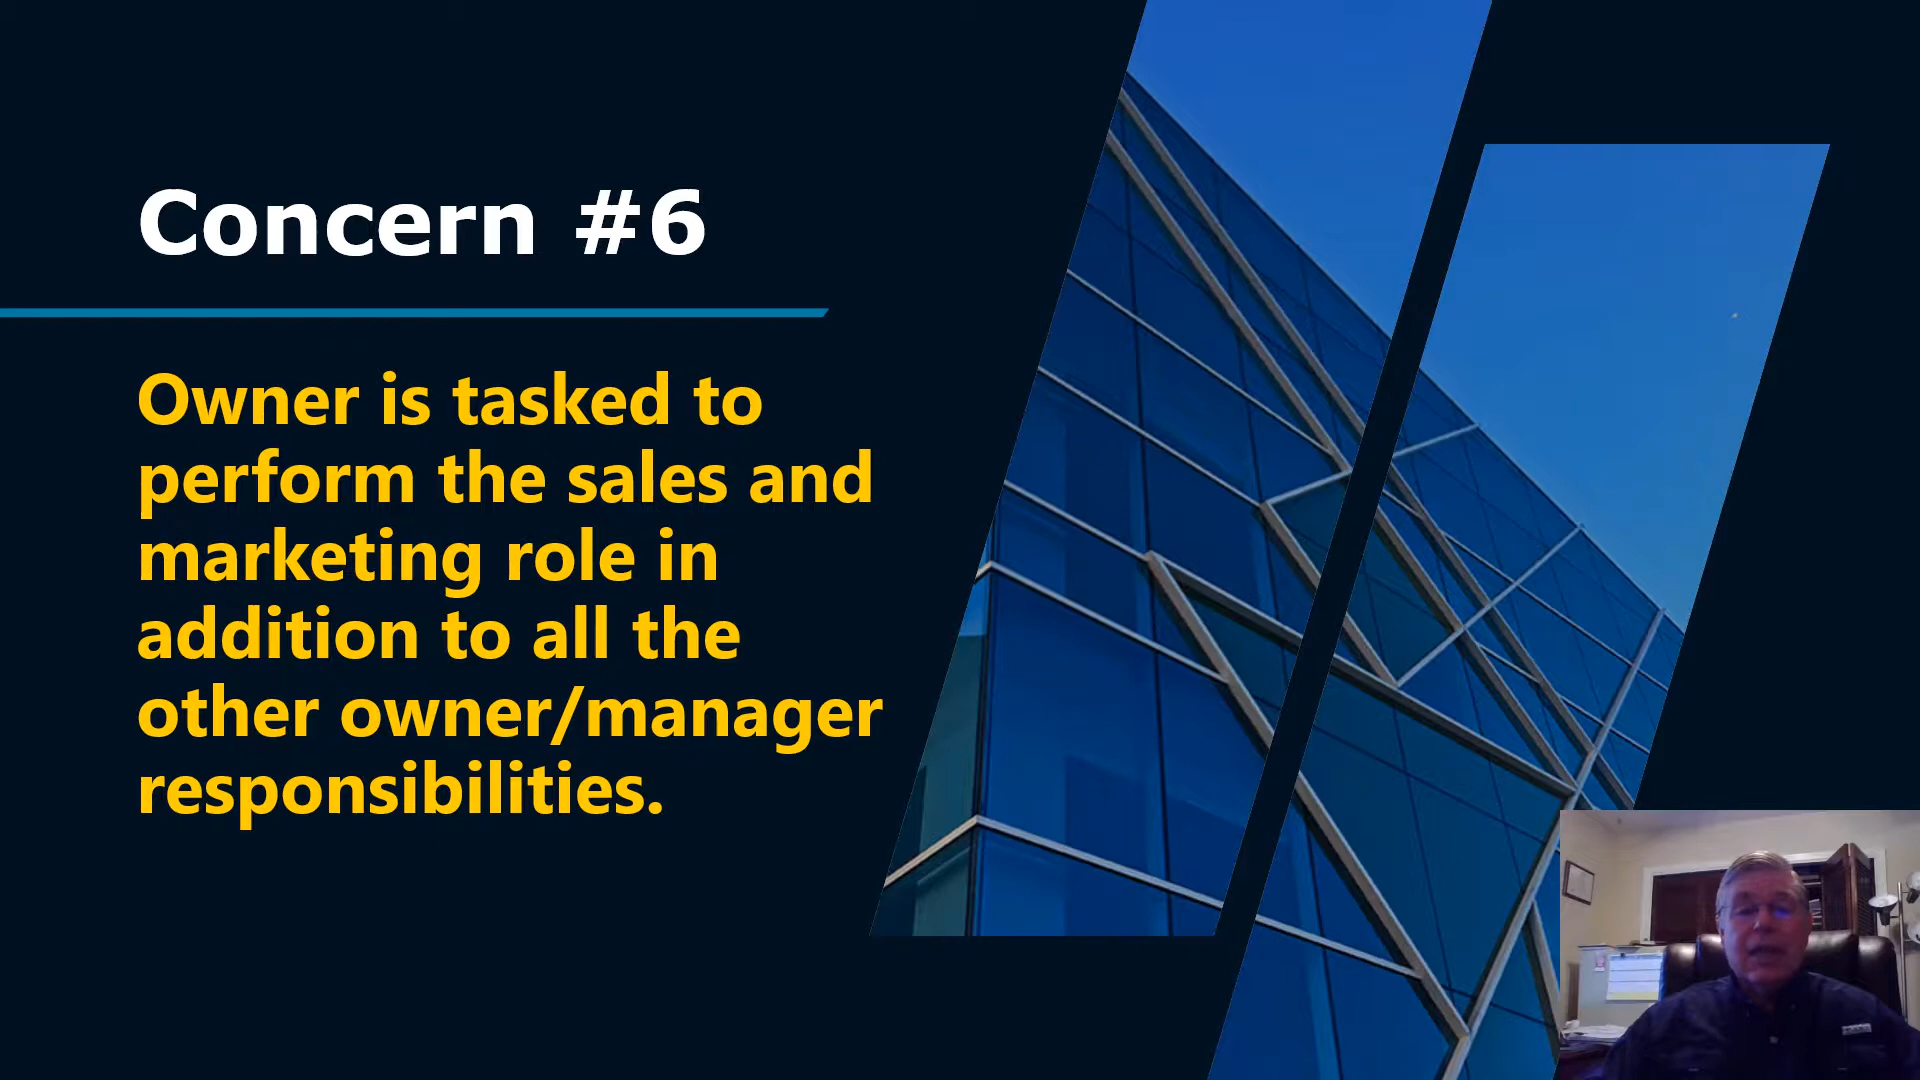 Concern #6
Owner is tasked to
perform the sales and
marketing role in
addition to all the
other owner/manager
responsibilities.